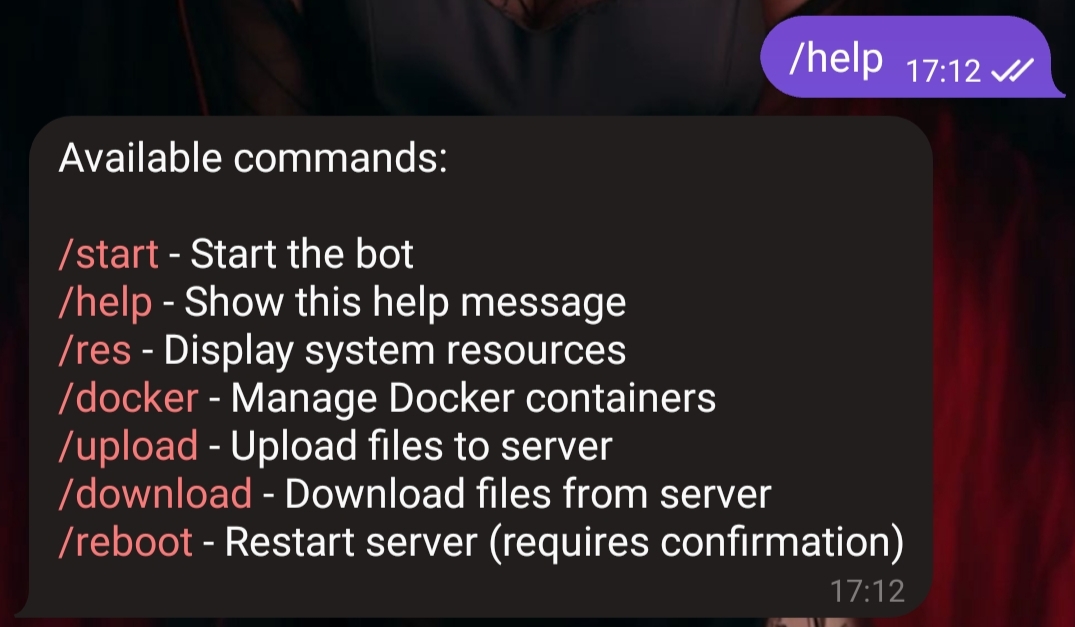 /help 17:12
Available commands:
/start - Start the bot
/help - Show this help message
/res - Display system resources
/docker - Manage Docker containers
/upload - Upload files to server
/download - Download files from server
/reboot - Restart server (requires confirmation)
17:12